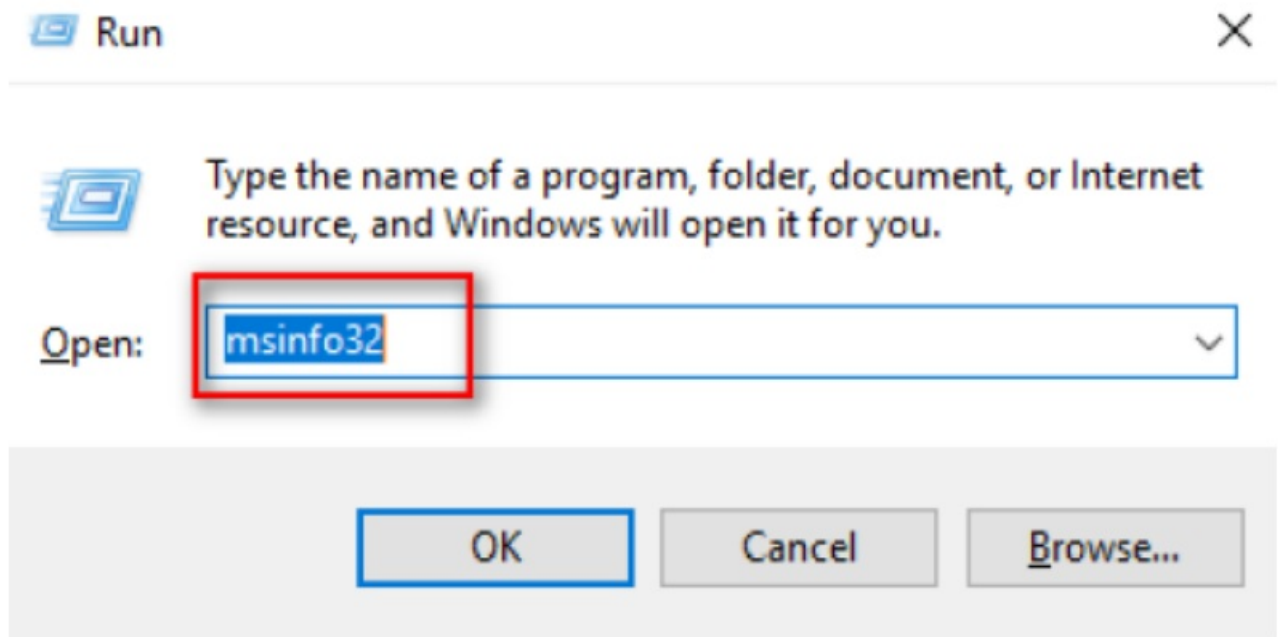 Run
Type the name of a program, folder, document, or Internet
resource, and Windows will open it for you.
Open:
msinfo32
OK
Cancel
Browse...